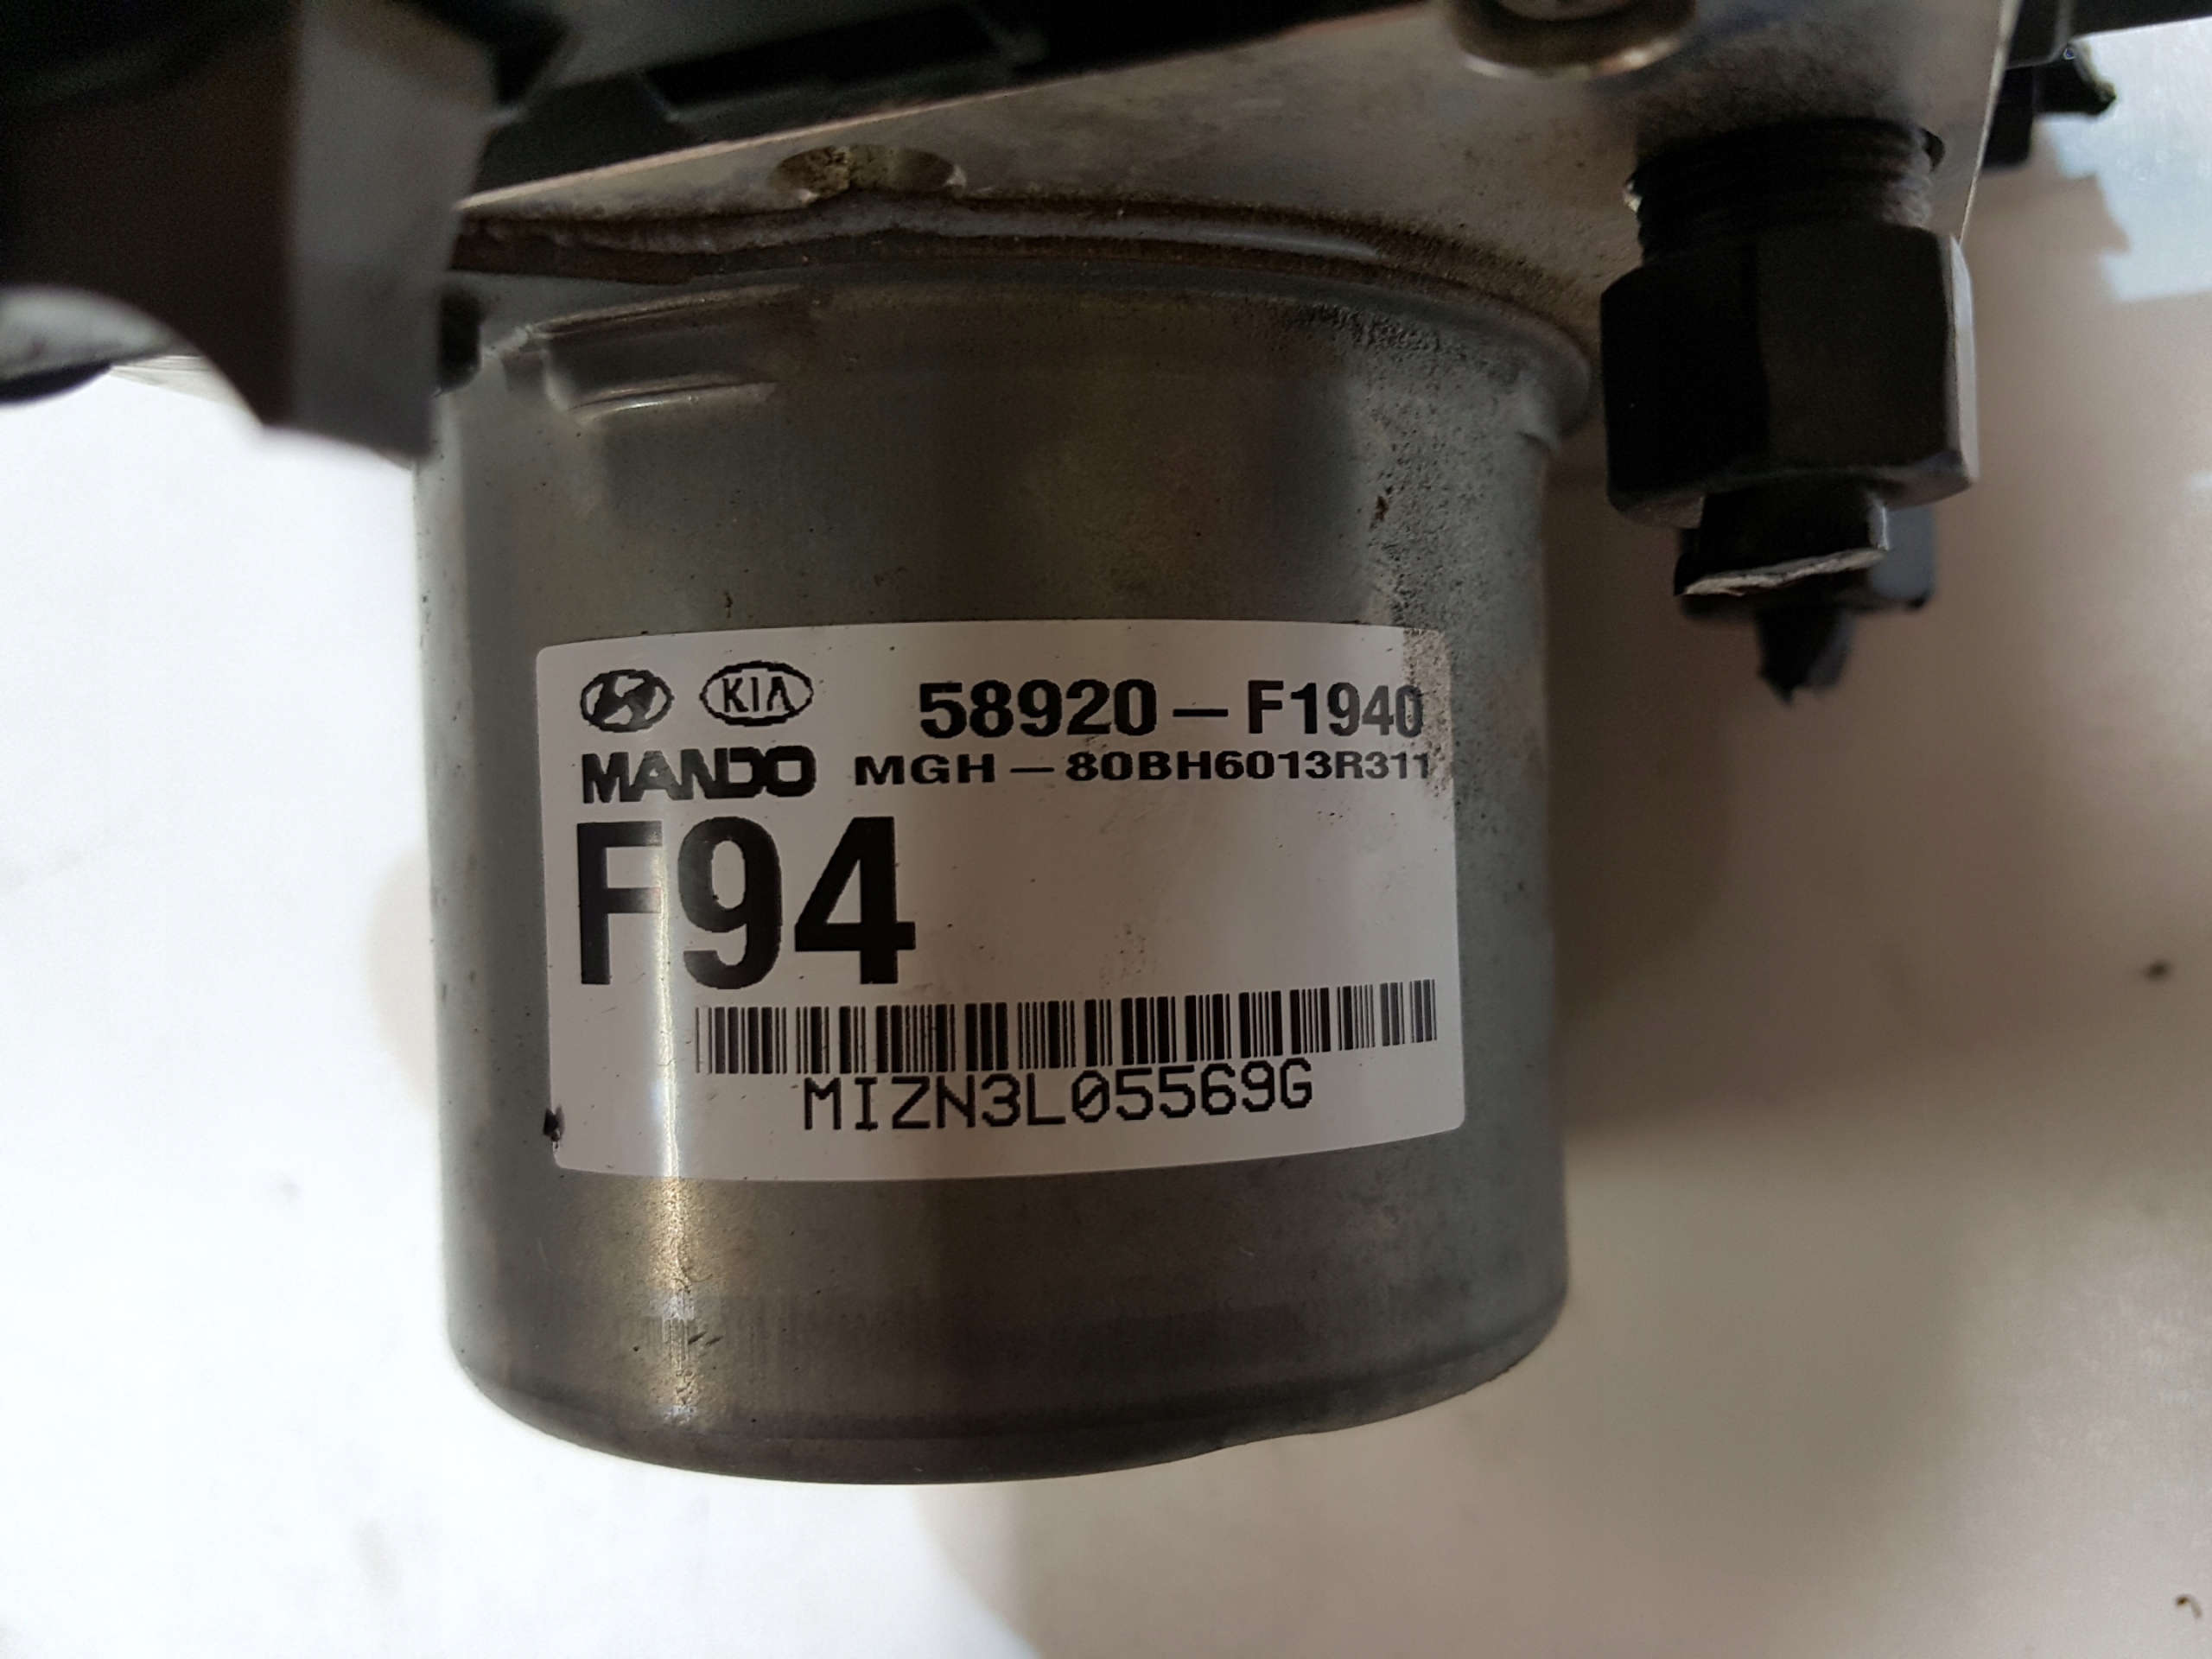 KIA 58920-F1940
MANDO MGH-80BH6013R311
F94
MIZN3L05569G